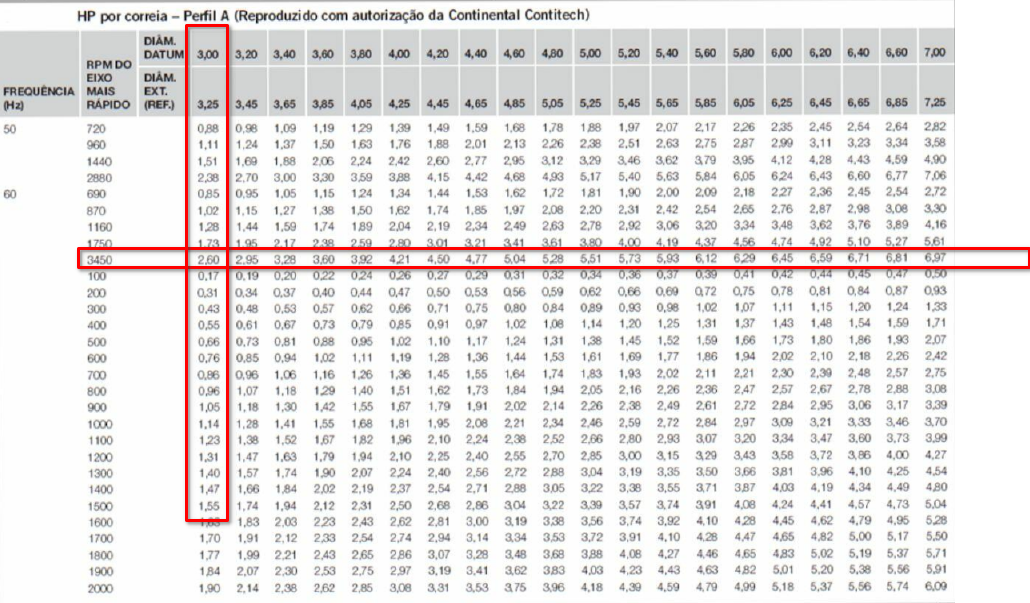 HP por correia – Perfil A (Reproduzido com autorização da Continental Contitech)
FREQUÊNCIA (Hz) RPM DO EIXO MAIS RÁPIDO DIÂM. DATUM 3,00 3,20 3,40 3,60 3,80 4,00 4,20 4,40 4,60 4,80 5,00 5,20 5,40 5,60 5,80 6,00 6,20 6,40 6,60 7,00
DIÂM. EXT. (REF.) 3,25 3,45 3,65 3,85 4,05 4,25 4,45 4,65 4,85 5,05 5,25 5,45 5,65 5,85 6,05 6,25 6,45 6,65 6,85 7,25
50 720 0,88 0,98 1,09 1,19 1,29 1,39 1,49 1,59 1,68 1,78 1,88 1,97 2,07 2,17 2,26 2,35 2,45 2,54 2,64 2,82
960 1,11 1,24 1,37 1,50 1,63 1,76 1,88 2,01 2,13 2,26 2,38 2,51 2,63 2,75 2,87 2,99 3,11 3,23 3,34 3,58
1440 1,51 1,69 1,88 2,06 2,24 2,42 2,60 2,77 2,95 3,12 3,29 3,46 3,62 3,79 3,95 4,12 4,28 4,43 4,59 4,90
2880 2,38 2,70 3,00 3,30 3,59 3,88 4,15 4,42 4,68 4,93 5,17 5,40 5,63 5,84 6,05 6,24 6,43 6,60 6,77 7,06
60 690 0,85 0,95 1,05 1,15 1,24 1,34 1,44 1,53 1,62 1,72 1,81 1,90 2,00 2,09 2,18 2,27 2,36 2,45 2,54 2,72
870 1,02 1,15 1,27 1,38 1,50 1,62 1,74 1,85 1,97 2,08 2,20 2,31 2,42 2,54 2,65 2,76 2,87 2,98 3,08 3,30
1160 1,28 1,44 1,59 1,74 1,89 2,04 2,19 2,34 2,49 2,63 2,78 2,92 3,06 3,20 3,34 3,48 3,62 3,76 3,89 4,16
1750 1,73 1,95 2,17 2,38 2,59 2,80 3,01 3,21 3,41 3,61 3,80 4,00 4,19 4,37 4,56 4,74 4,92 5,10 5,27 5,61
3450 2,60 2,95 3,28 3,60 3,92 4,21 4,50 4,77 5,04 5,28 5,51 5,73 5,93 6,12 6,29 6,45 6,59 6,71 6,81 6,97
100 0,17 0,19 0,20 0,22 0,24 0,26 0,27 0,29 0,31 0,32 0,34 0,36 0,37 0,39 0,41 0,42 0,44 0,45 0,47 0,50
200 0,31 0,34 0,37 0,40 0,44 0,47 0,50 0,53 0,56 0,59 0,62 0,66 0,69 0,72 0,75 0,78 0,81 0,84 0,87 0,93
300 0,43 0,48 0,53 0,57 0,62 0,66 0,71 0,75 0,80 0,84 0,89 0,93 0,98 1,02 1,07 1,11 1,15 1,20 1,24 1,33
400 0,55 0,61 0,67 0,73 0,79 0,85 0,91 0,97 1,02 1,08 1,14 1,20 1,25 1,31 1,37 1,43 1,48 1,54 1,59 1,71
500 0,66 0,73 0,81 0,88 0,95 1,02 1,10 1,17 1,24 1,31 1,38 1,45 1,52 1,59 1,66 1,73 1,80 1,86 1,93 2,07
600 0,76 0,85 0,94 1,02 1,11 1,19 1,28 1,36 1,44 1,53 1,61 1,69 1,77 1,86 1,94 2,02 2,10 2,18 2,26 2,42
700 0,86 0,96 1,06 1,16 1,26 1,36 1,45 1,55 1,64 1,74 1,83 1,93 2,02 2,11 2,21 2,30 2,39 2,48 2,57 2,75
800 0,96 1,07 1,18 1,29 1,40 1,51 1,62 1,73 1,84 1,94 2,05 2,16 2,26 2,36 2,47 2,57 2,67 2,78 2,88 3,08
900 1,05 1,18 1,30 1,42 1,55 1,67 1,79 1,91 2,02 2,14 2,26 2,38 2,49 2,61 2,72 2,84 2,95 3,06 3,17 3,39
1000 1,14 1,28 1,41 1,55 1,68 1,81 1,95 2,08 2,21 2,34 2,46 2,59 2,72 2,84 2,97 3,09 3,21 3,33 3,46 3,70
1100 1,23 1,38 1,52 1,67 1,82 1,96 2,10 2,24 2,38 2,52 2,66 2,80 2,93 3,07 3,20 3,34 3,47 3,60 3,73 3,99
1200 1,31 1,47 1,63 1,79 1,94 2,10 2,25 2,40 2,55 2,70 2,85 3,00 3,15 3,29 3,43 3,58 3,72 3,86 4,00 4,27
1300 1,40 1,57 1,74 1,90 2,07 2,24 2,40 2,56 2,72 2,88 3,04 3,19 3,35 3,50 3,66 3,81 3,96 4,10 4,25 4,54
1400 1,47 1,66 1,84 2,02 2,19 2,37 2,54 2,71 2,88 3,05 3,22 3,38 3,55 3,71 3,87 4,03 4,19 4,34 4,49 4,80
1500 1,55 1,74 1,94 2,12 2,31 2,50 2,68 2,86 3,04 3,22 3,39 3,57 3,74 3,91 4,08 4,24 4,41 4,57 4,73 5,04
1600 1,63 1,83 2,03 2,23 2,43 2,62 2,81 3,00 3,19 3,38 3,56 3,74 3,92 4,10 4,28 4,45 4,62 4,79 4,95 5,28
1700 1,70 1,91 2,12 2,33 2,54 2,74 2,94 3,14 3,34 3,53 3,72 3,91 4,10 4,28 4,47 4,65 4,82 5,00 5,17 5,50
1800 1,77 1,99 2,21 2,43 2,65 2,86 3,07 3,28 3,48 3,68 3,88 4,08 4,27 4,46 4,65 4,83 5,02 5,19 5,37 5,71
1900 1,84 2,07 2,30 2,53 2,75 2,97 3,19 3,41 3,62 3,83 4,03 4,23 4,43 4,63 4,82 5,01 5,20 5,38 5,56 5,91
2000 1,90 2,14 2,38 2,62 2,85 3,08 3,31 3,53 3,75 3,96 4,18 4,39 4,59 4,79 4,99 5,18 5,37 5,56 5,74 6,09